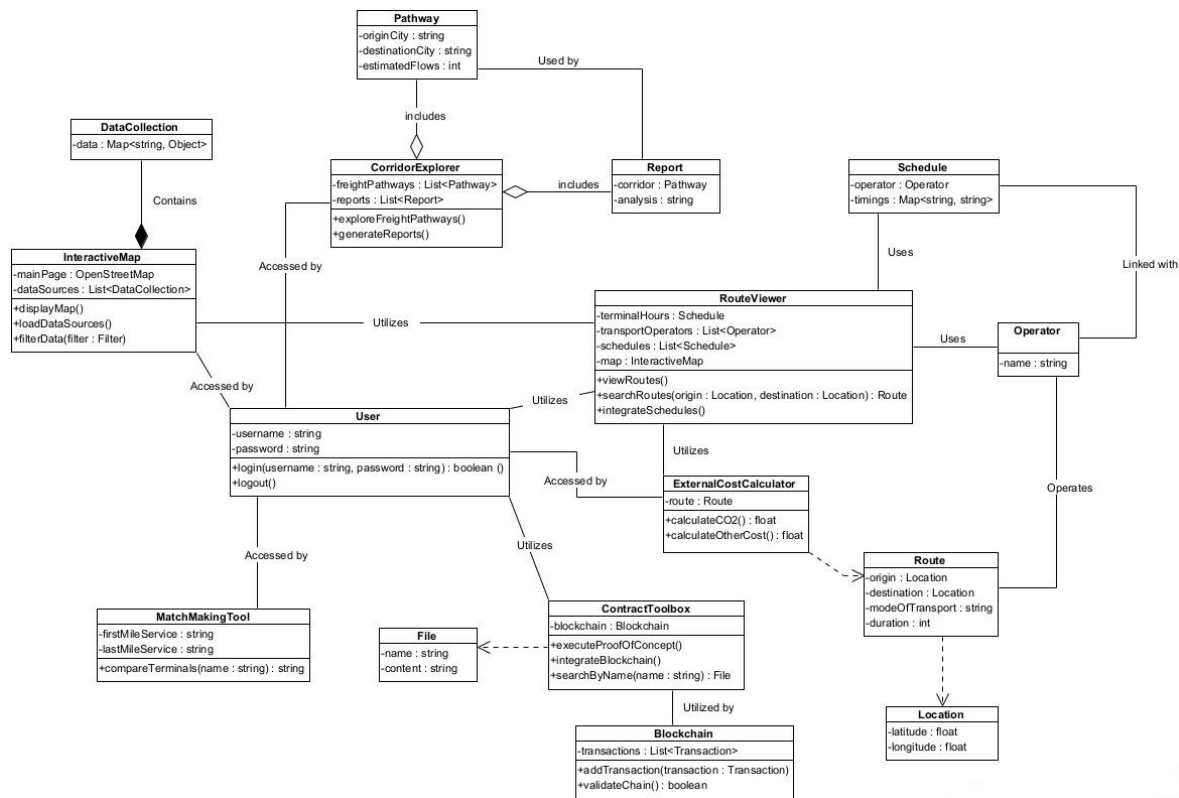 Pathway
-originCity : string
-destinationCity : string
-estimatedFlows : int
Used by
includes
DataCollection
-data : Map<string, Object>
Contains
CorridorExplorer
-freightPathways : List<Pathway>
-reports : List<Report>
+exploreFreightPathways()
+generateReports()
includes
Report
-corridor : Pathway
-analysis : string
Schedule
-operator : Operator
-timings : Map<string, string>
Uses
Linked with
Accessed by
InteractiveMap
-mainPage : OpenStreetMap
-dataSources : List<DataCollection>
+displayMap()
+loadDataSources()
+filterData(filter : Filter)
Utilizes
RouteViewer
-terminalHours : Schedule
-transportOperators : List<Operator>
-schedules : List<Schedule>
-map : InteractiveMap
+viewRoutes()
+searchRoutes(origin : Location, destination : Location) : Route
+integrateSchedules()
Uses
Operator
-name : string
Accessed by
Utilizes
User
-username : string
-password : string
+login(username : string, password : string) : boolean ()
+logout()
Utilizes
Accessed by
ExternalCostCalculator
-route : Route
+calculateCO2() : float
+calculateOtherCost() : float
Operates
Utilizes
Accessed by
Route
-origin : Location
-destination : Location
-modeOfTransport : string
-duration : int
MatchMakingTool
-firstMileService : string
-lastMileService : string
+compareTerminals(name : string) : string
File
-name : string
-content : string
ContractToolbox
-blockchain : Blockchain
+executeProofOfConcept()
+integrateBlockchain()
+searchByName(name : string) : File
Utilized by
Location
-latitude : float
-longitude : float
Blockchain
-transactions : List<Transaction>
+addTransaction(transaction : Transaction)
+validateChain() : boolean